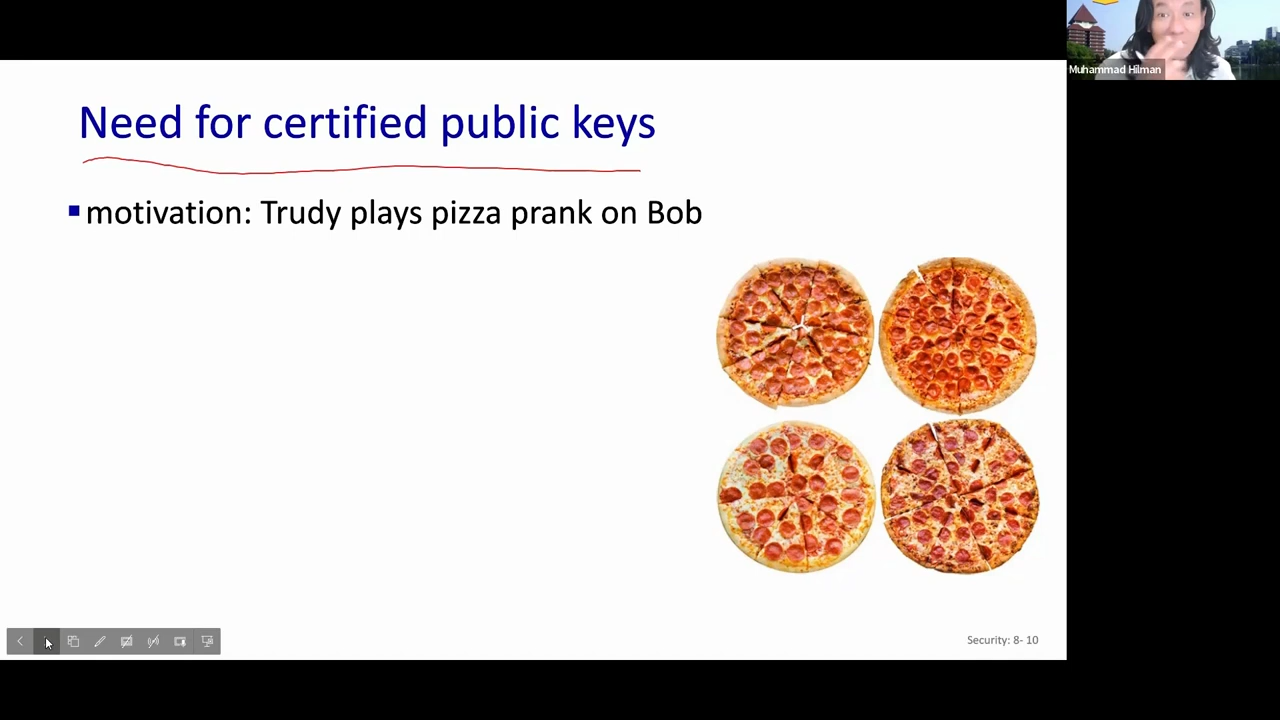 Muhammad Hilman
Need for certified public keys
motivation: Trudy plays pizza prank on Bob
Security: 8- 10